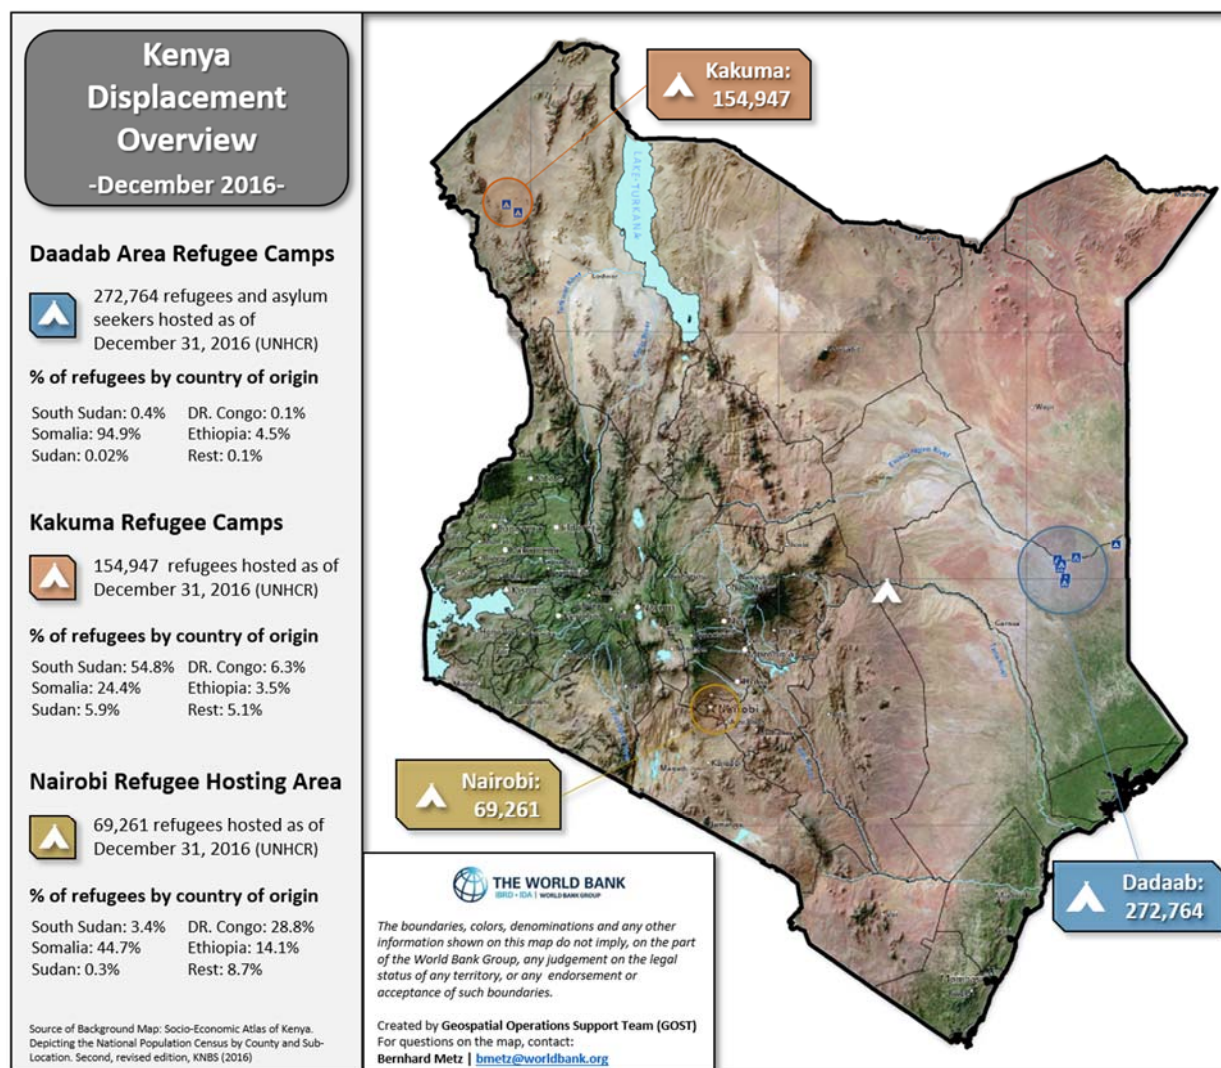 Kenya
Displacement
Overview
-December 2016-
Daadab Area Refugee Camps
272,764 refugees and asylum
seekers hosted as of
December 31, 2016 (UNHCR)
% of refugees by country of origin
South Sudan: 0.4% DR. Congo: 0.1%
Somalia: 94.9% Ethiopia: 4.5%
Sudan: 0.02% Rest: 0.1%
Kakuma Refugee Camps
154,947 refugees hosted as of
December 31, 2016 (UNHCR)
% of refugees by country of origin
South Sudan: 54.8% DR. Congo: 6.3%
Somalia: 24.4% Ethiopia: 3.5%
Sudan: 5.9% Rest: 5.1%
Nairobi Refugee Hosting Area
69,261 refugees hosted as of
December 31, 2016 (UNHCR)
% of refugees by country of origin
South Sudan: 3.4% DR. Congo: 28.8%
Somalia: 44.7% Ethiopia: 14.1%
Sudan: 0.3% Rest: 8.7%
Source of Background Map: Socio-Economic Atlas of Kenya.
Depicting the National Population Census by County and Sub-
Location. Second, revised edition, KNBS (2016)
Kakuma:
154,947
LAKE TURKANA
Lodwar
Wajir
Garissa
Nairobi
Nairobi:
69,261
Dadaab:
272,764
THE WORLD BANK
IBRD • IDA | WORLD BANK GROUP
The boundaries, colors, denominations and any other
information shown on this map do not imply, on the part
of the World Bank Group, any judgement on the legal
status of any territory, or any endorsement or
acceptance of such boundaries.
Created by Geospatial Operations Support Team (GOST)
For questions on the map, contact:
Bernhard Metz | bmetz@worldbank.org